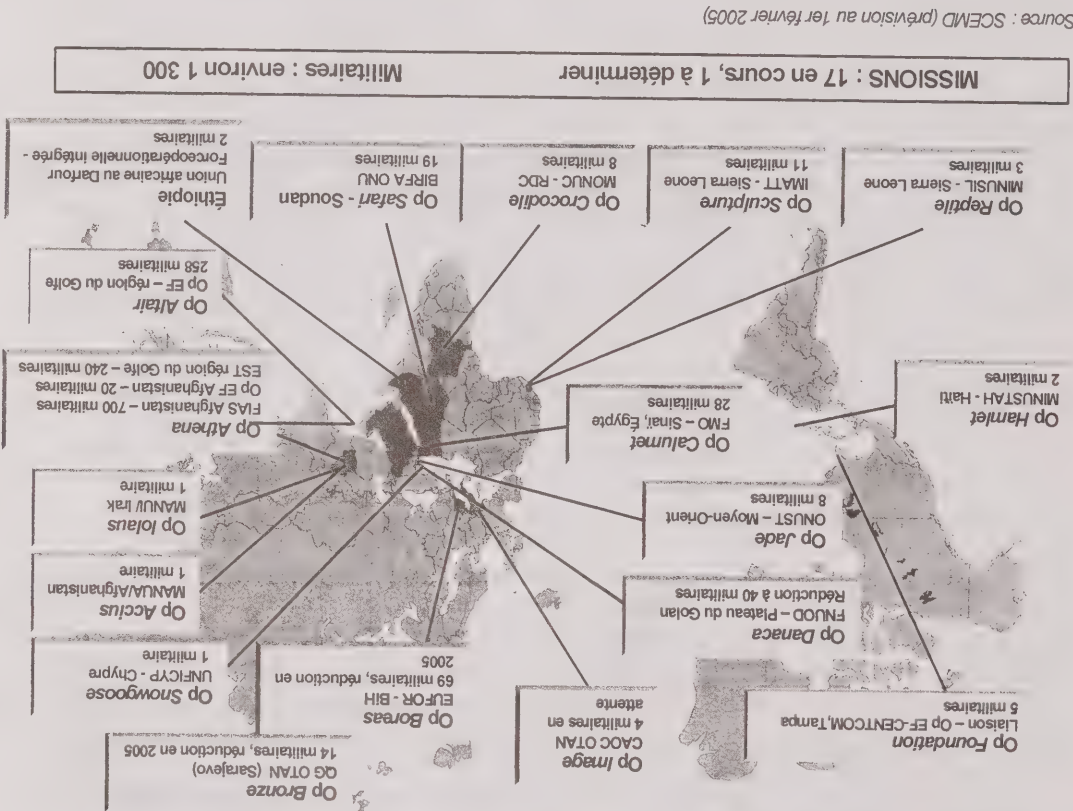 Op Bronze
QG OTAN (Sarajevo)
14 militaires, réduction en 2005
Op Image
CAOC OTAN
4 militaires en
attente
Op Foundation
Liaison – Op EF-CENTCOM,Tampa,
5 militaires
Op Boreas
EUFOR - BIH
69 militaires, réduction en
2005
Op Snowgoose
UNFICYP - Chypre
1 militaire
Op Danaca
FNUOD – Plateau du Golan
Réduction à 40 militaires
Op Accius
MANUA/Afghanistan
1 militaire
Op Jade
ONUST – Moyen-Orient
8 militaires
Op Iolaus
MANUI/ Irak
1 militaire
Op Hamlet
MINUSTAH - Haïti
2 militaires
Op Calumet
FMO – Sinaï, Égypte
28 militaires
Op Athena
FIAS Afghanistan – 700 militaires
Op EF Afghanistan – 20 militaires
EST région du Golfe – 240 militaires
Op Altair
Op EF – région du Golfe
258 militaires
Op Reptile
MINUSIL - Sierra Leone
3 militaires
Op Sculpture
IMATT - Sierra Leone
11 militaires
Op Crocodile
MONUC - RDC
8 militaires
Op Safari - Soudan
BIRFA ONU
19 militaires
Éthiopie
Union africaine au Darfour
Forceopérationnelle intégrée -
2 militaires
MISSIONS : 17 en cours, 1 à déterminer Militaires : environ 1 300
Source : SCEMD (prévision au 1er février 2005)